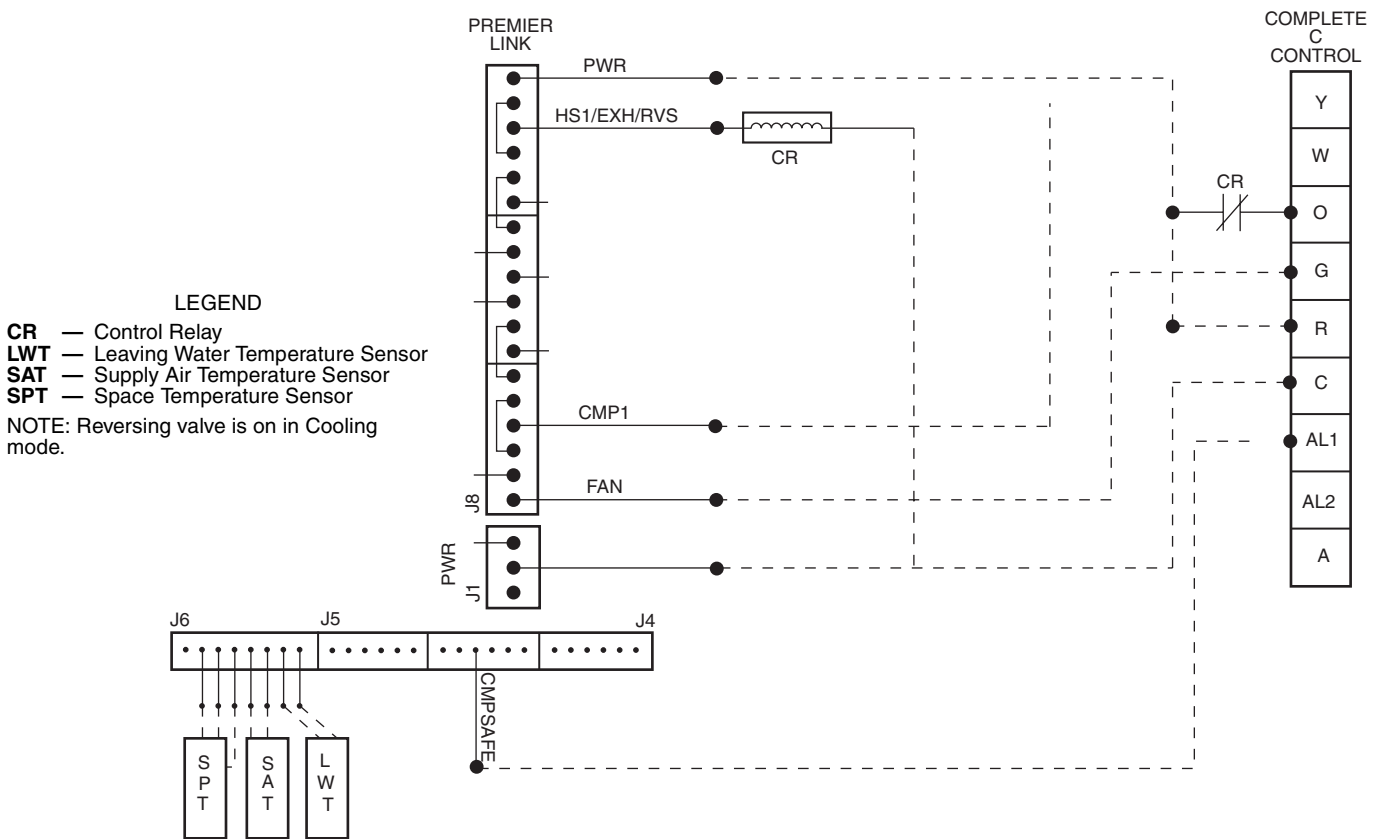 PREMIER
LINK
COMPLETE
C
CONTROL
PWR
HS1/EXH/RVS
CR
CR
Y
W
O
G
R
C
AL1
AL2
A
LEGEND
CR — Control Relay
LWT — Leaving Water Temperature Sensor
SAT — Supply Air Temperature Sensor
SPT — Space Temperature Sensor
NOTE: Reversing valve is on in Cooling
mode.
CMP1
FAN
J8
PWR
J1
J6
J5
J4
CMPSAFE
SPT
SAT
LWT